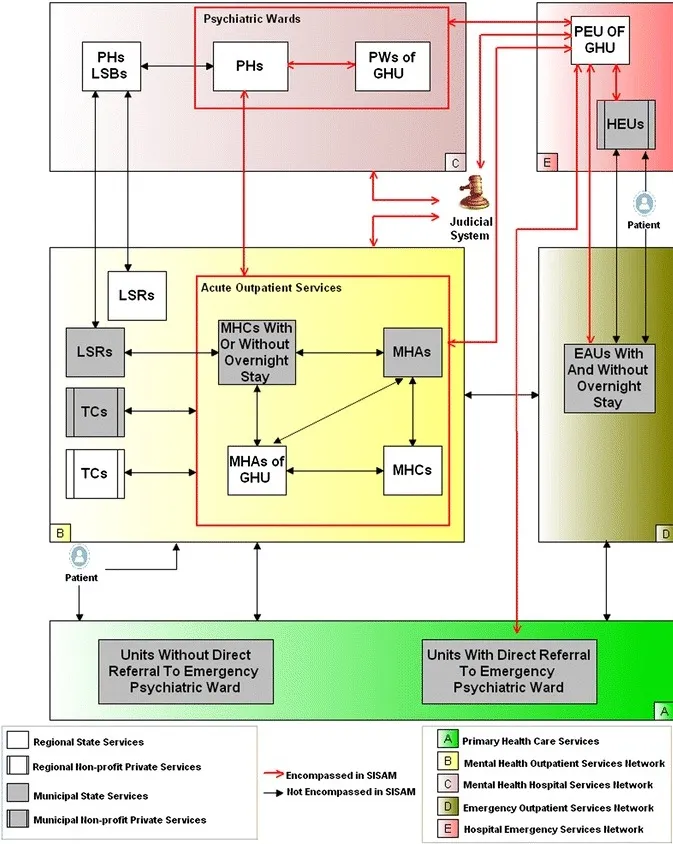 Psychiatric Wards
PHs
LSBs
PHs
PWs of
GHU
C
PEU OF
GHU
HEUs
E
Patient
Judicial
System
LSRs
LSRs
TCs
TCs
Acute Outpatient Services
MHCs With
Or Without
Overnight
Stay
MHAs
MHAs of
GHU
MHCs
B
EAUs With
And Without
Overnight
Stay
D
Patient
Units Without Direct
Referral To Emergency
Psychiatric Ward
Units With Direct Referral
To Emergency
Psychiatric Ward
A
Regional State Services
Regional Non-profit Private Services
Municipal State Services
Municipal Non-profit Private Services
Encompassed in SISAM
Not Encompassed in SISAM
A Primary Health Care Services
B Mental Health Outpatient Services Network
C Mental Health Hospital Services Network
D Emergency Outpatient Services Network
E Hospital Emergency Services Network